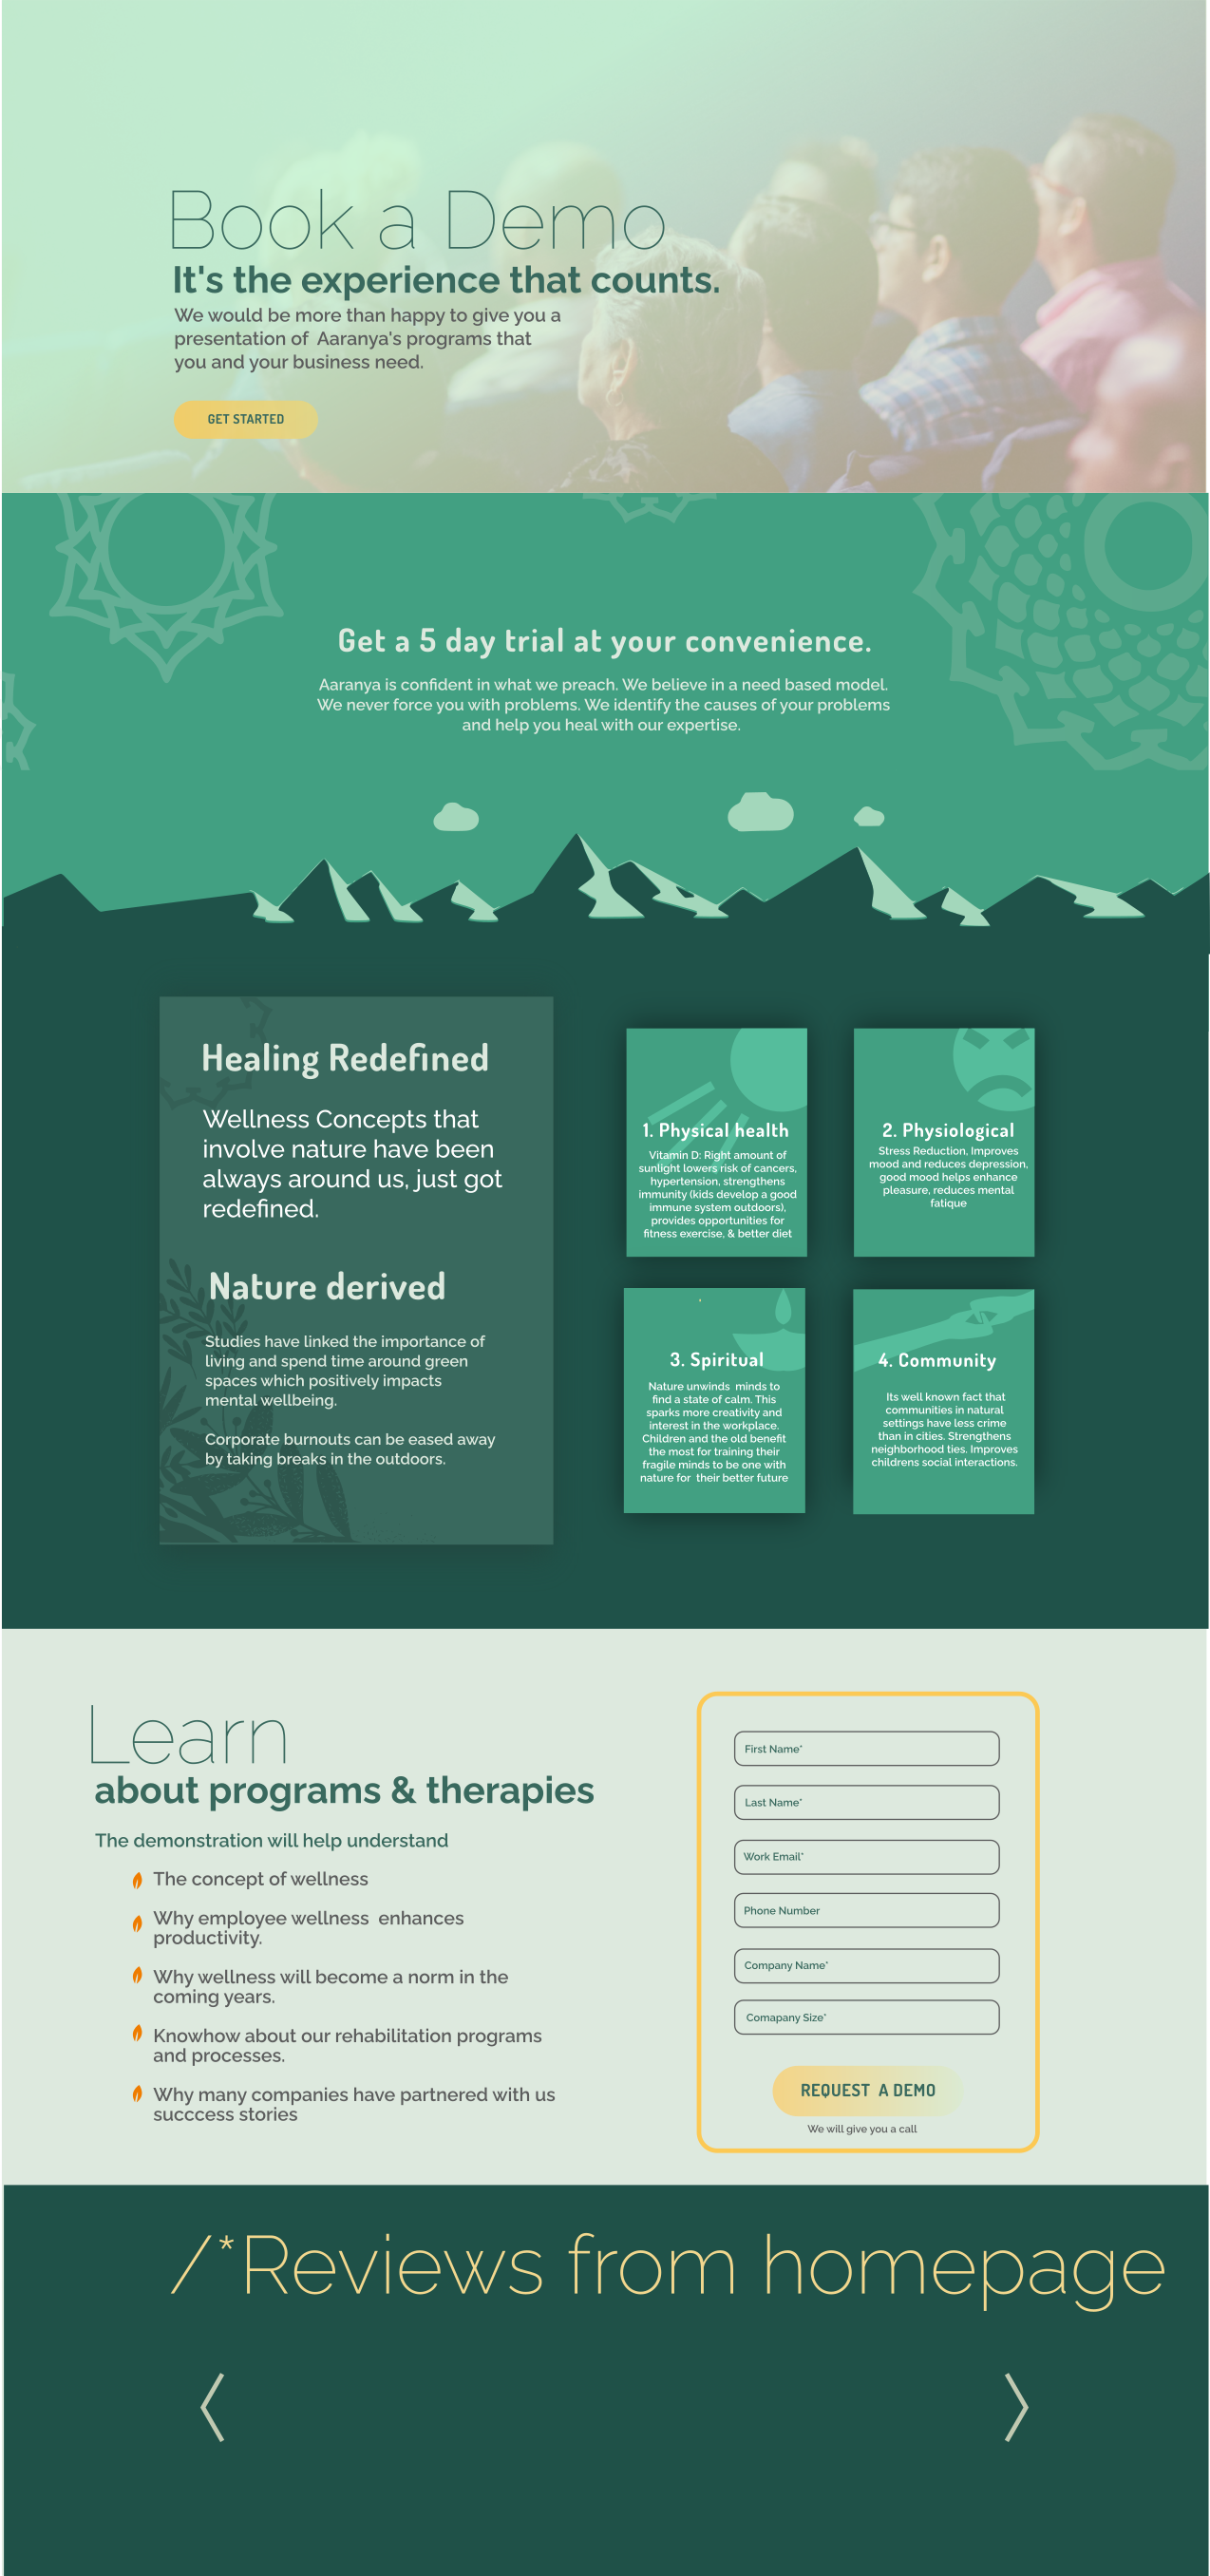 Book a Demo
It's the experience that counts.
We would be more than happy to give you a
presentation of  Aaranya's programs that
you and your business need.
GET STARTED
Get a 5 day trial at your convenience.
Aaranya is confident in what we preach. We believe in a need based model.
We never force you with problems. We identify the causes of your problems
and help you heal with our expertise.
Healing Redefined
Wellness Concepts that
involve nature have been
always around us, just got
redefined.
Nature derived
Studies have linked the importance of
living and spend time around green
spaces which positively impacts
mental wellbeing.
Corporate burnouts can be eased away
by taking breaks in the outdoors.
1. Physical health
Vitamin D: Right amount of
sunlight lowers risk of cancers,
hypertension, strengthens
immunity (kids develop a good
immune system outdoors),
provides opportunities for
fitness exercise, & better diet
2. Physiological
Stress Reduction, Improves
mood and reduces depression,
good mood helps enhance
pleasure, reduces mental
fatique
3. Spiritual
Nature unwinds  minds to
find a state of calm. This
sparks more creativity and
interest in the workplace.
Children and the old benefit
the most for training their
fragile minds to be one with
nature for  their better future
4. Community
Its well known fact that
communities in natural
settings have less crime
than in cities. Strengthens
neighborhood ties. Improves
childrens social interactions.
Learn
about programs & therapies
The demonstration will help understand
The concept of wellness
Why employee wellness  enhances
productivity.
Why wellness will become a norm in the
coming years.
Knowhow about our rehabilitation programs
and processes.
Why many companies have partnered with us
succcess stories
First Name*
Last Name*
Work Email*
Phone Number
Company Name*
Comapany Size*
REQUEST  A DEMO
We will give you a call
/*Reviews from homepage